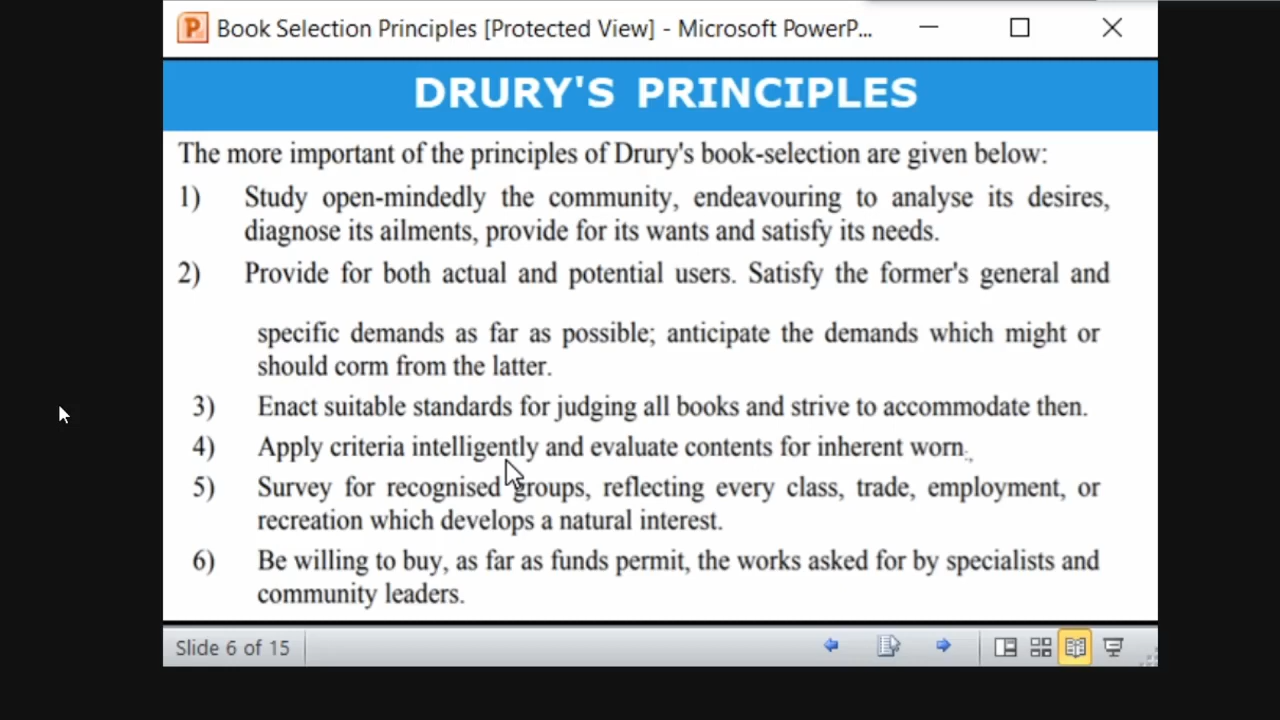 Book Selection Principles [Protected View] - Microsoft PowerP...
DRURY'S PRINCIPLES
The more important of the principles of Drury's book-selection are given below:
1) Study open-mindedly the community, endeavouring to analyse its desires,
diagnose its ailments, provide for its wants and satisfy its needs.
2) Provide for both actual and potential users. Satisfy the former's general and
specific demands as far as possible; anticipate the demands which might or
should corm from the latter.
3) Enact suitable standards for judging all books and strive to accommodate then.
4) Apply criteria intelligently and evaluate contents for inherent worn.,
5) Survey for recognised groups, reflecting every class, trade, employment, or
recreation which develops a natural interest.
6) Be willing to buy, as far as funds permit, the works asked for by specialists and
community leaders.
Slide 6 of 15